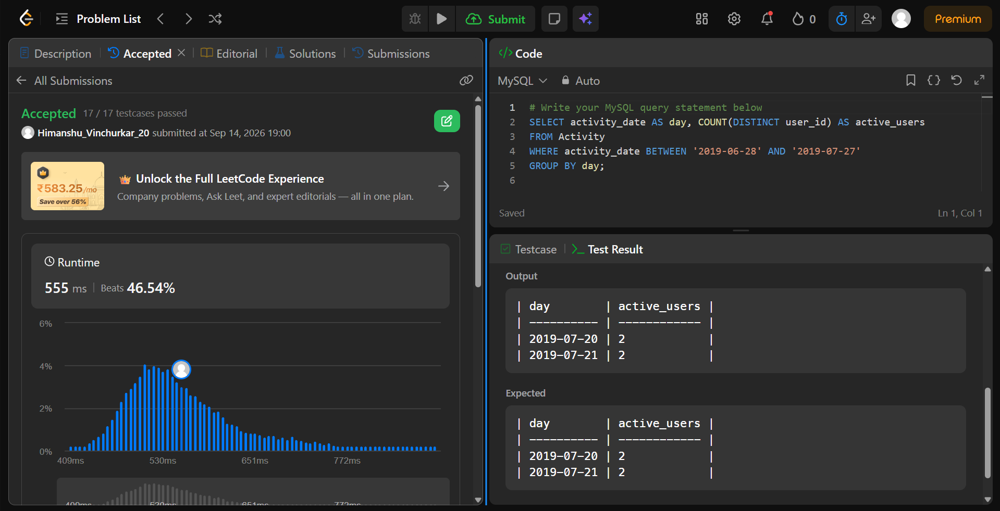 Problem List
Submit
0
Premium
Description
Accepted
Editorial
Solutions
Submissions
All Submissions
Accepted 17 / 17 testcases passed
Himanshu_Vinchurkar_20 submitted at Sep 14, 2026 19:00
₹583.25/mo
Save over 56%
Unlock the Full LeetCode Experience
Company problems, Ask Leet, and expert editorials — all in one plan.
Runtime
555 ms | Beats 46.54%
6%
4%
2%
0%
409ms 530ms 651ms 772ms
409ms 530ms 651ms 772ms
</> Code
MySQL Auto
1 # Write your MySQL query statement below
2 SELECT activity_date AS day, COUNT(DISTINCT user_id) AS active_users
3 FROM Activity
4 WHERE activity_date BETWEEN '2019-06-28' AND '2019-07-27'
5 GROUP BY day;
6
Saved Ln 1, Col 1
Testcase
Test Result
Output
| day        | active_users |
| ---------- | ------------ |
| 2019-07-20 | 2            |
| 2019-07-21 | 2            |
Expected
| day        | active_users |
| ---------- | ------------ |
| 2019-07-20 | 2            |
| 2019-07-21 | 2            |